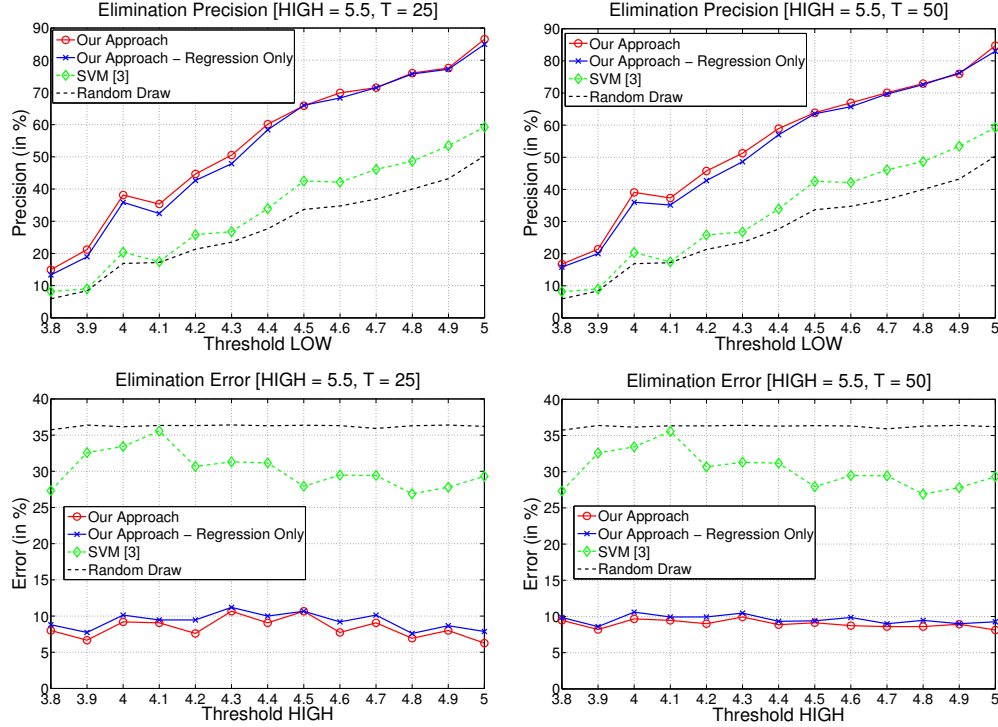 Elimination Precision [HIGH = 5.5, T = 25]
90
80
70
60
50
40
30
20
10
0
Precision (in %)
Our Approach
Our Approach − Regression Only
SVM [3]
Random Draw
3.8 3.9 4 4.1 4.2 4.3 4.4 4.5 4.6 4.7 4.8 4.9 5
Threshold LOW
Elimination Precision [HIGH = 5.5, T = 50]
90
80
70
60
50
40
30
20
10
0
Precision (in %)
Our Approach
Our Approach − Regression Only
SVM [3]
Random Draw
3.8 3.9 4 4.1 4.2 4.3 4.4 4.5 4.6 4.7 4.8 4.9 5
Threshold LOW
Elimination Error [HIGH = 5.5, T = 25]
40
35
30
25
20
15
10
5
0
Error (in %)
Our Approach
Our Approach − Regression Only
SVM [3]
Random Draw
3.8 3.9 4 4.1 4.2 4.3 4.4 4.5 4.6 4.7 4.8 4.9 5
Threshold HIGH
Elimination Error [HIGH = 5.5, T = 50]
40
35
30
25
20
15
10
5
0
Error (in %)
Our Approach
Our Approach − Regression Only
SVM [3]
Random Draw
3.8 3.9 4 4.1 4.2 4.3 4.4 4.5 4.6 4.7 4.8 4.9 5
Threshold HIGH